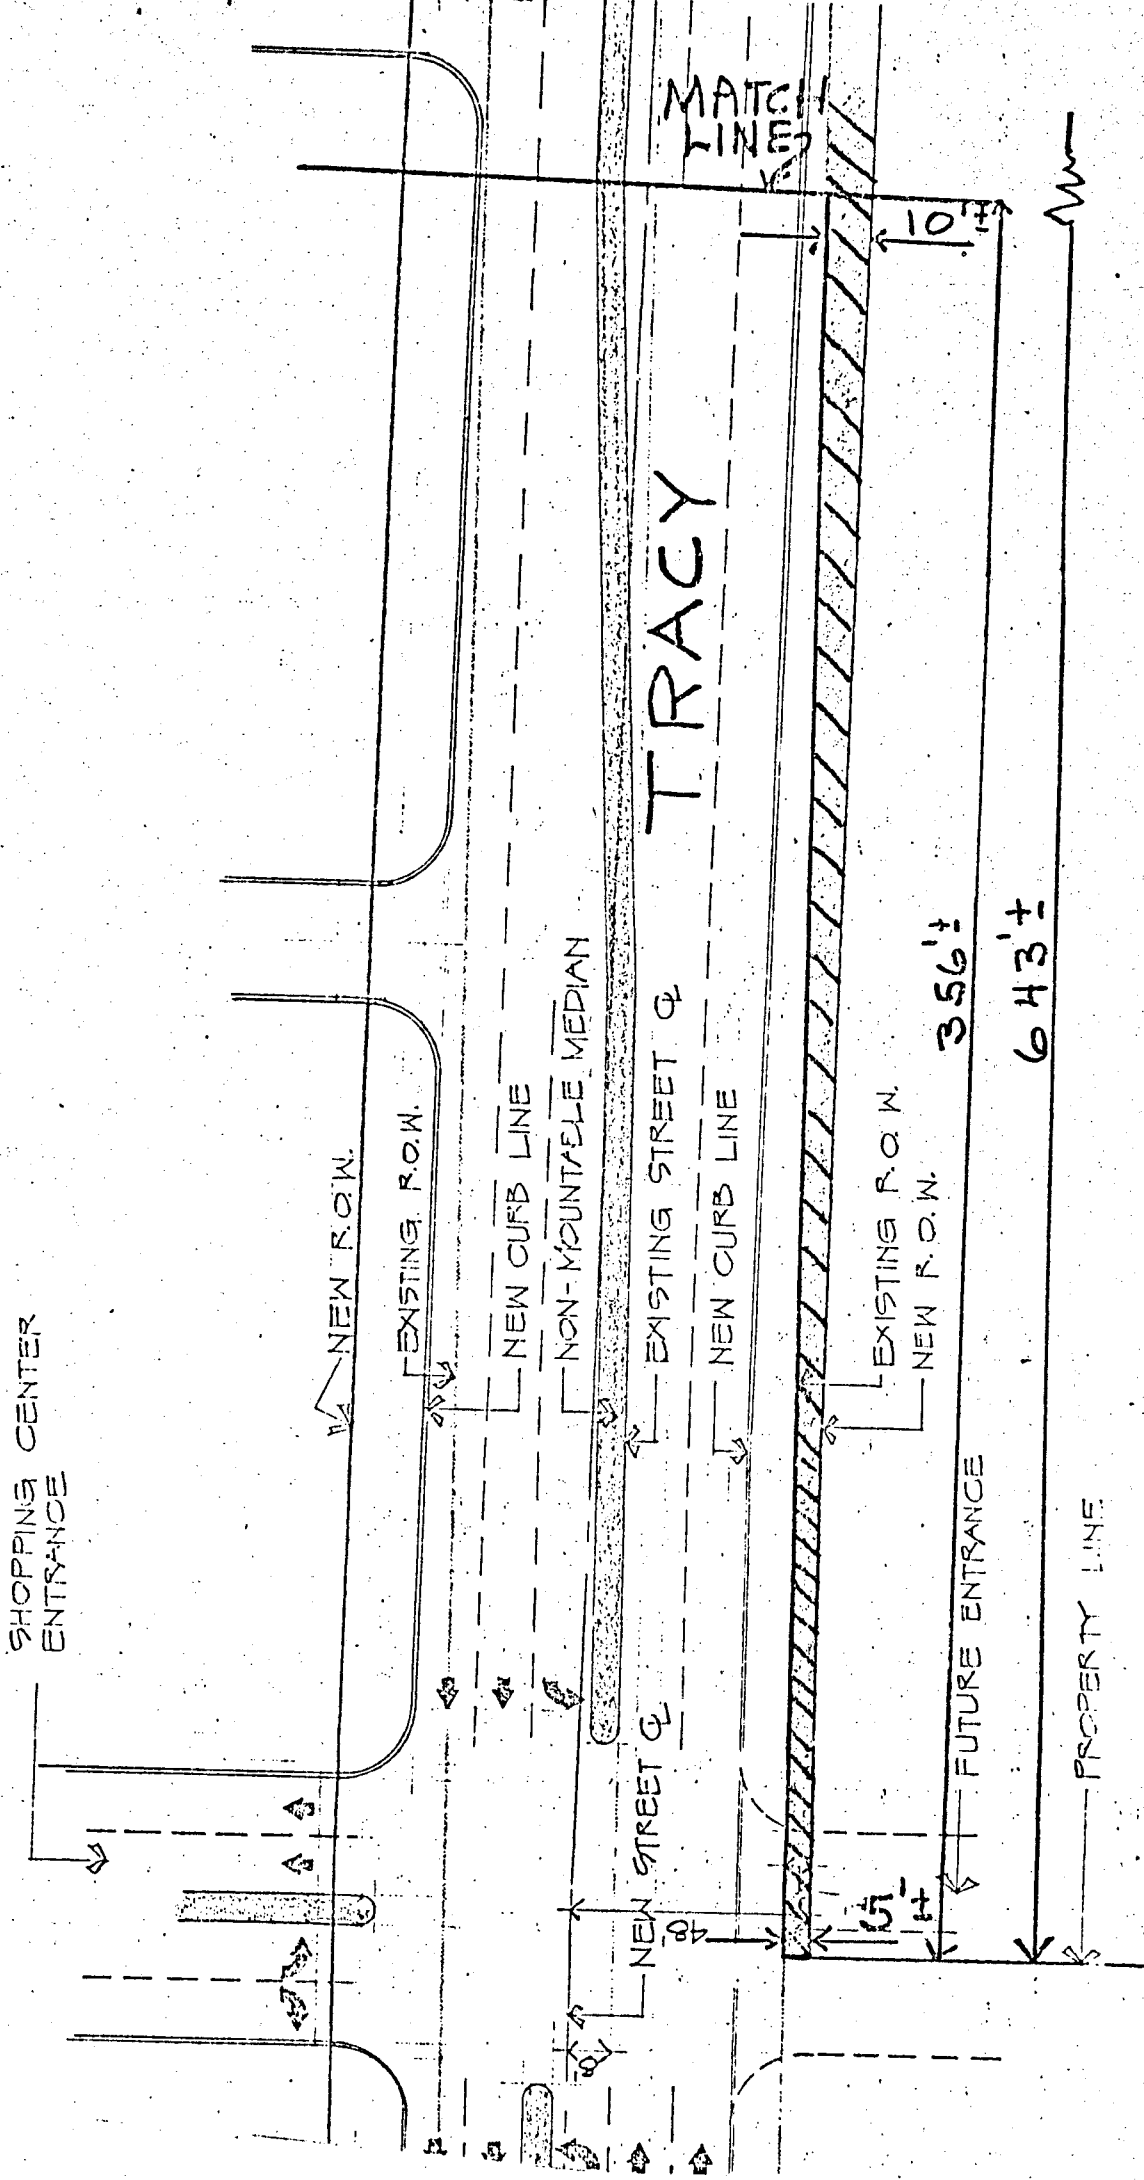 MATCH
LINE
10'±
TRACY
SHOPPING CENTER
ENTRANCE
NEW R.O.W.
EXISTING R.O.W.
NEW CURB LINE
NON-MOUNTABLE MEDIAN
EXISTING STREET ℄
NEW CURB LINE
EXISTING R.O.W.
NEW R.O.W.
356'±
643'±
FUTURE ENTRANCE
PROPERTY LINE
NEW STREET ℄
48'
5'±